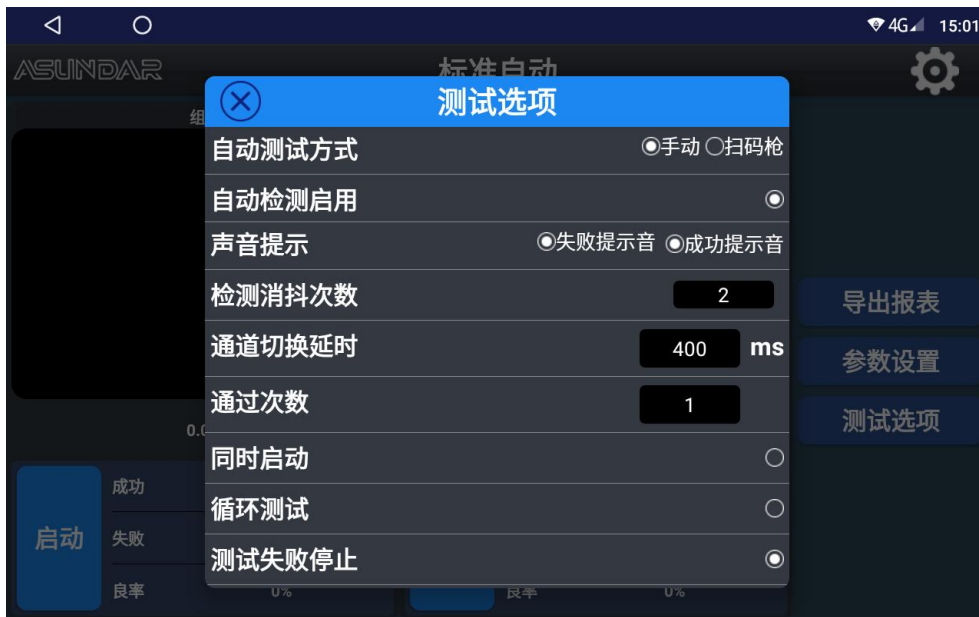 4G 15:01
ASUNDAR 标准自动
测试选项
组
自动测试方式 手动 扫码枪
自动检测启用
声音提示 失败提示音 成功提示音
检测消抖次数 2
导出报表
通道切换延时 400 ms
参数设置
通过次数 1
测试选项
0.0
同时启动
成功
循环测试
启动 失败
测试失败停止
良率 0% 良率 0%